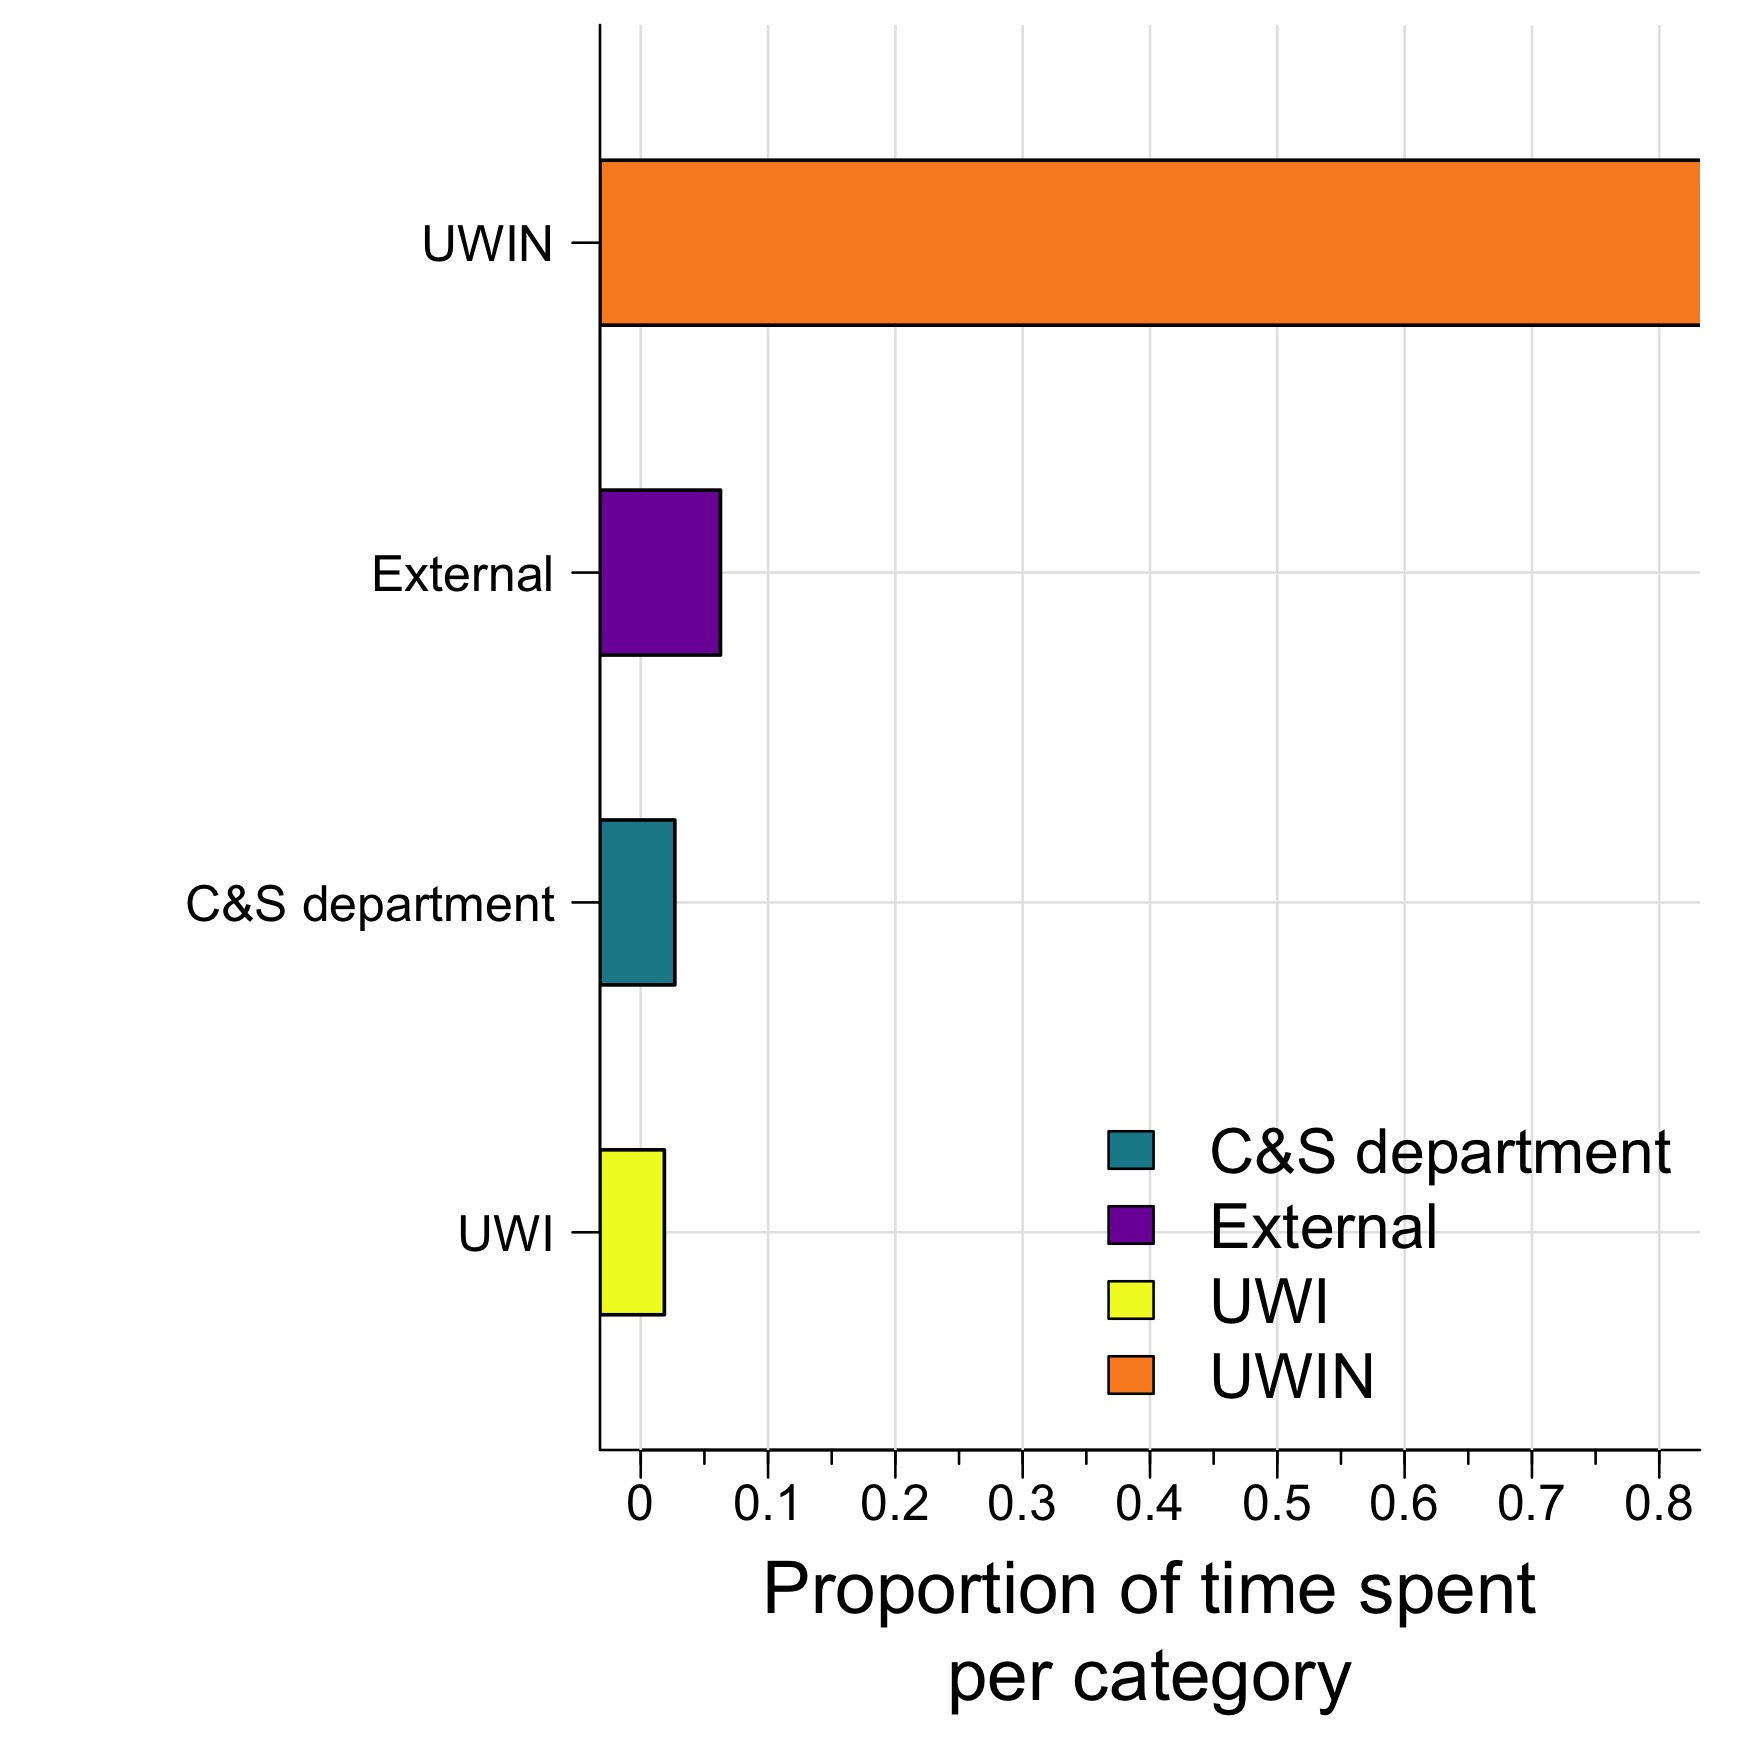 UWIN
External
C&S department
UWI
C&S department
External
UWI
UWIN
0 0.1 0.2 0.3 0.4 0.5 0.6 0.7 0.8
Proportion of time spent
per category